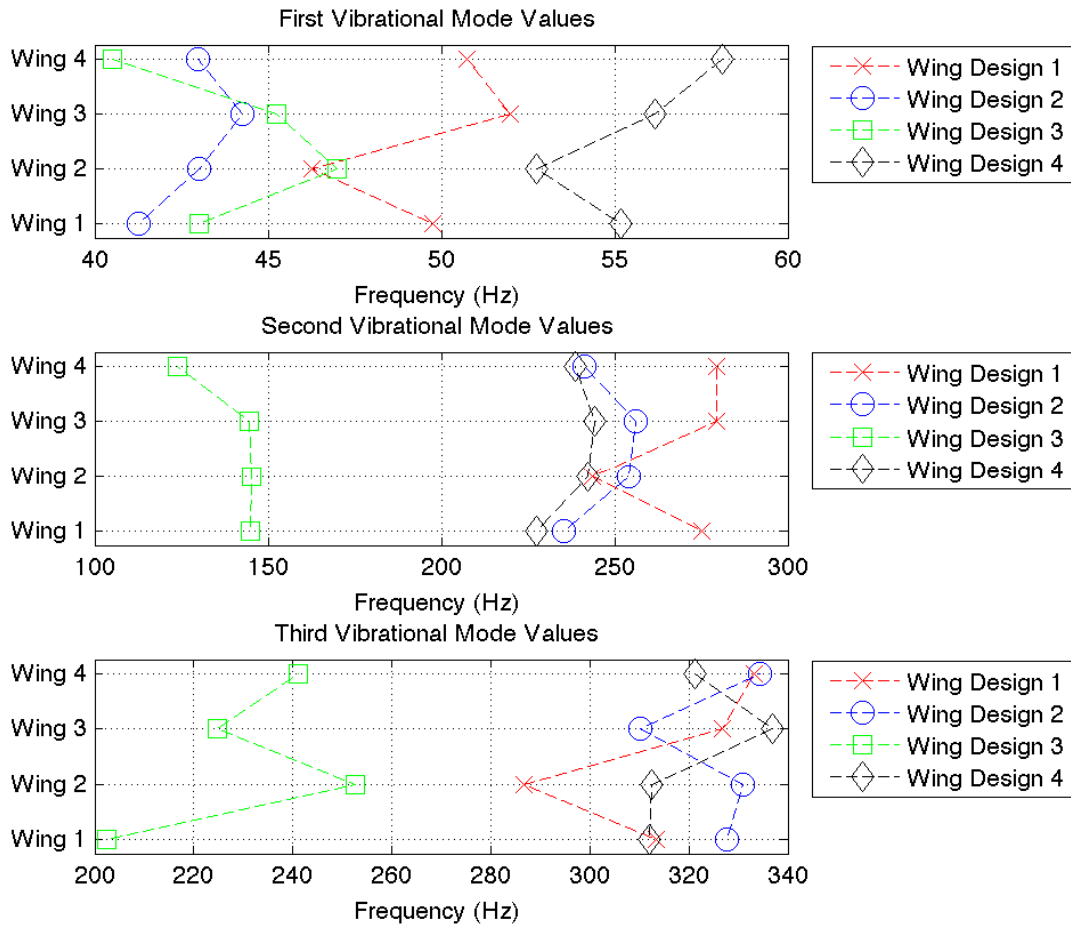 First Vibrational Mode Values
Wing 4
Wing 3
Wing 2
Wing 1
40 45 50 55 60
Frequency (Hz)
Wing Design 1
Wing Design 2
Wing Design 3
Wing Design 4
Second Vibrational Mode Values
Wing 4
Wing 3
Wing 2
Wing 1
100 150 200 250 300
Frequency (Hz)
Wing Design 1
Wing Design 2
Wing Design 3
Wing Design 4
Third Vibrational Mode Values
Wing 4
Wing 3
Wing 2
Wing 1
200 220 240 260 280 300 320 340
Frequency (Hz)
Wing Design 1
Wing Design 2
Wing Design 3
Wing Design 4